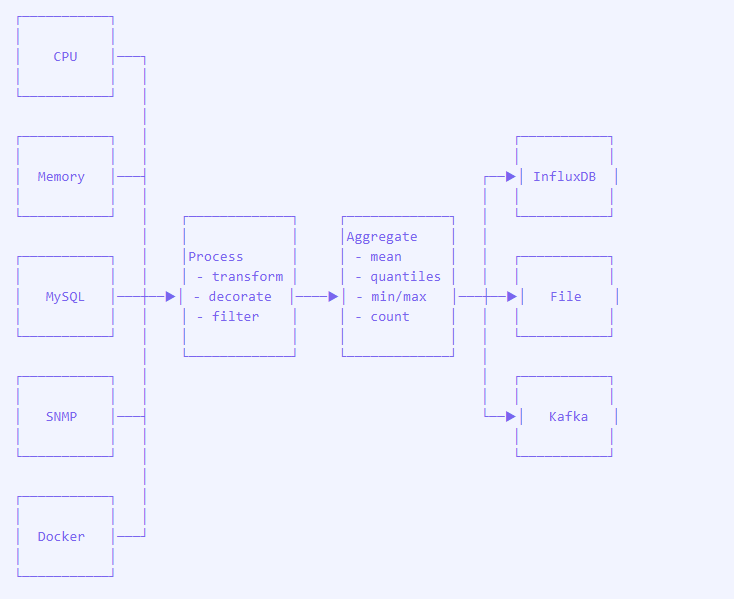 CPU
Memory
MySQL
SNMP
Docker
Process
- transform
- decorate
- filter
Aggregate
- mean
- quantiles
- min/max
- count
InfluxDB
File
Kafka